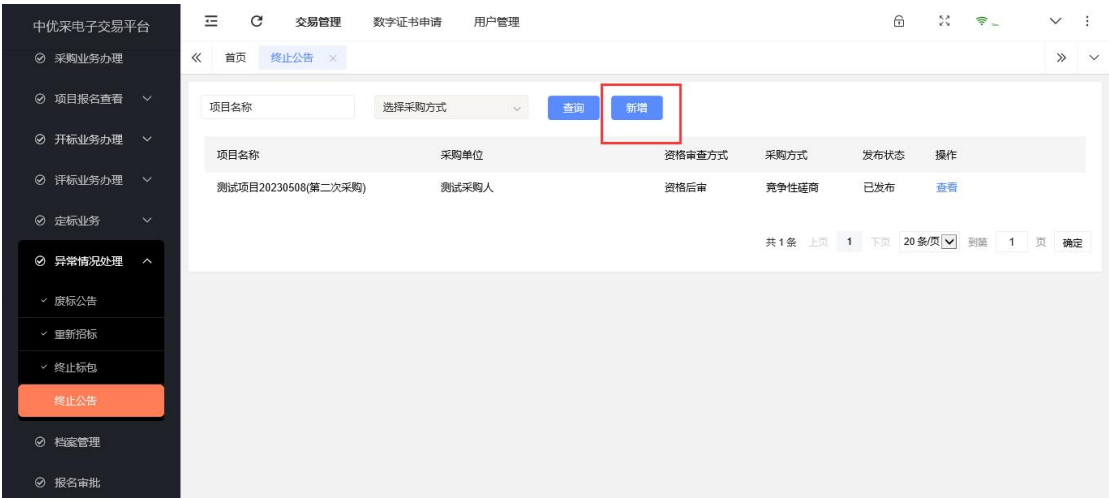 中优采电子交易平台
交易管理 数字证书申请 用户管理
采购业务办理
首页 终止公告
项目报名查看
项目名称 选择采购方式 查询 新增
开标业务办理
项目名称 采购单位 资格审查方式 采购方式 发布状态 操作
评标业务办理
测试项目20230508(第二次采购) 测试采购人 资格后审 竞争性磋商 已发布 查看
定标业务
共1条 上页 1 下页 20条/页 到第 1 页 确定
异常情况处理
废标公告
重新招标
终止标包
终止公告
档案管理
报名审批